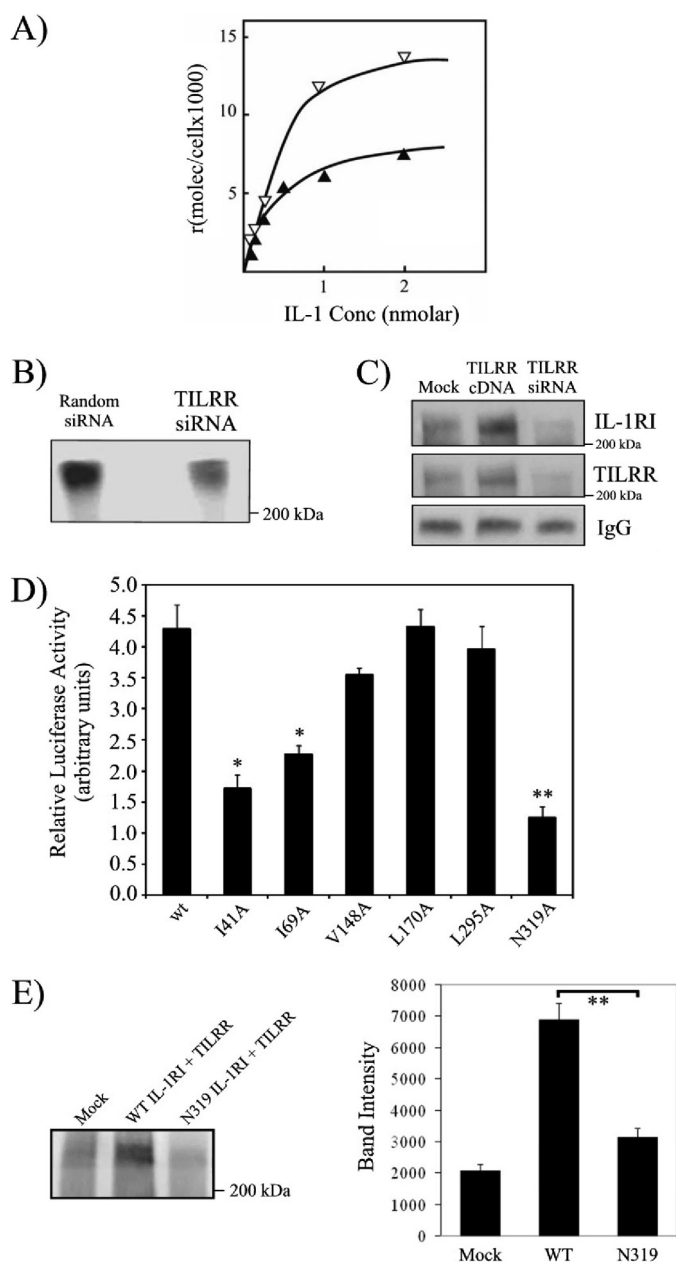 A)
r(molec/cellx1000)
15
10
5
1
2
IL-1 Conc (nmolar)
B)
Random
siRNA
TILRR
siRNA
200 kDa
C)
Mock
TILRR
cDNA
TILRR
siRNA
IL-1RI
200 kDa
TILRR
200 kDa
IgG
D)
Relative Luciferase Activity
(arbitrary units)
5.0
4.5
4.0
3.5
3.0
2.5
2.0
1.5
1.0
0.5
0.0
*
*
**
wt
I41A
I69A
V148A
L170A
L295A
N319A
E)
Mock
WT IL-1RI + TILRR
N319 IL-1RI + TILRR
200 kDa
Band Intensity
8000
7000
6000
5000
4000
3000
2000
1000
0
**
Mock
WT
N319